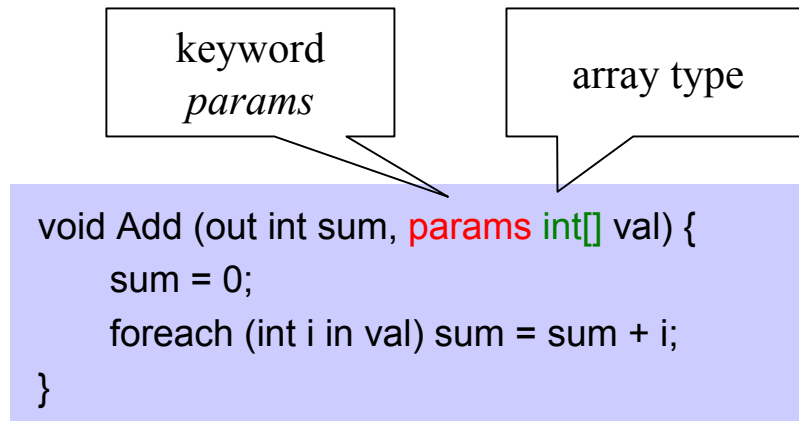 keyword
params
array type
void Add (out int sum, params int[] val) {
sum = 0;
foreach (int i in val) sum = sum + i;
}